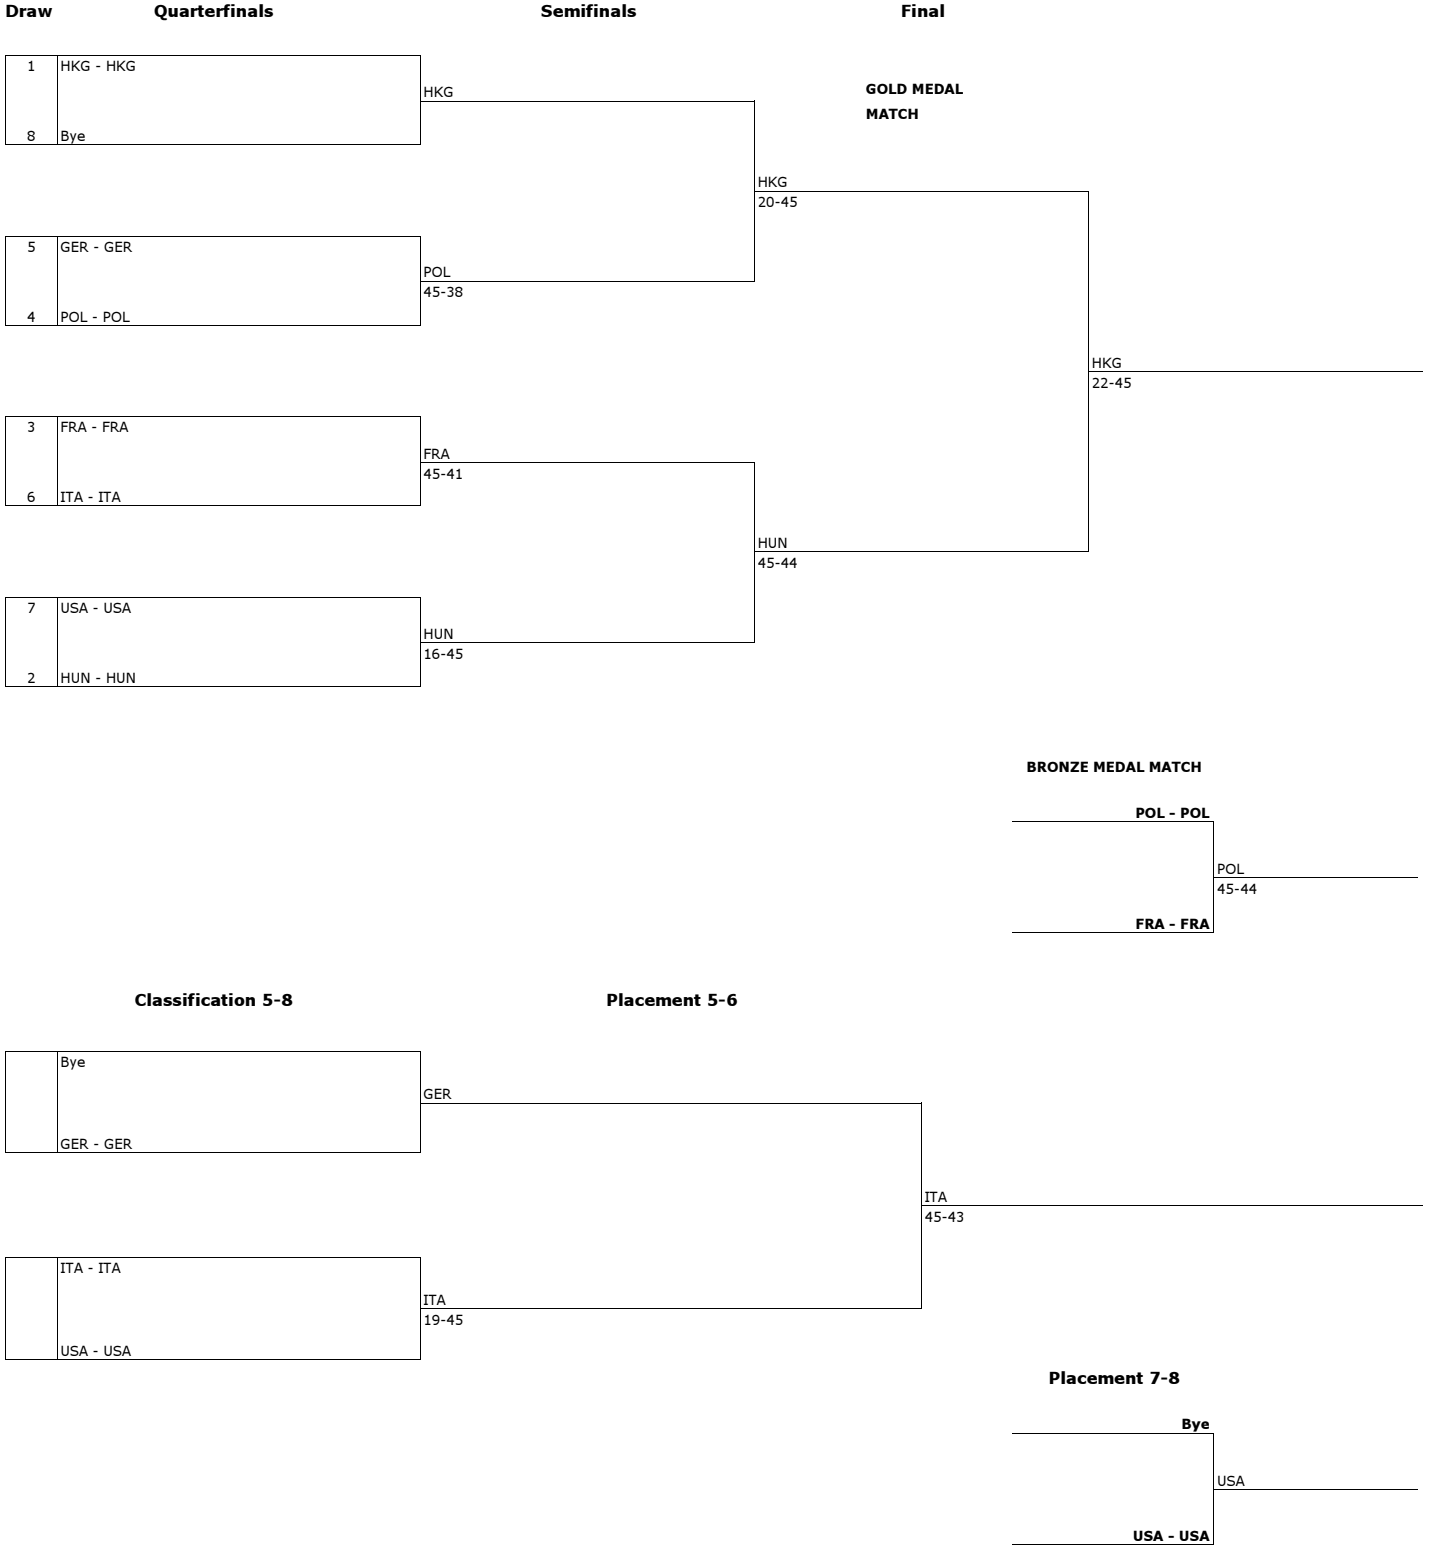 Draw Quarterfinals Semifinals Final
1 HKG - HKG
HKG
GOLD MEDAL
MATCH
8 Bye
HKG
20-45
5 GER - GER
POL
45-38
4 POL - POL
HKG
22-45
3 FRA - FRA
FRA
45-41
6 ITA - ITA
HUN
45-44
7 USA - USA
HUN
16-45
2 HUN - HUN
BRONZE MEDAL MATCH
POL - POL
POL
45-44
FRA - FRA
Classification 5-8 Placement 5-6
Bye
GER
GER - GER
ITA
45-43
ITA - ITA
ITA
19-45
USA - USA
Placement 7-8
Bye
USA
USA - USA